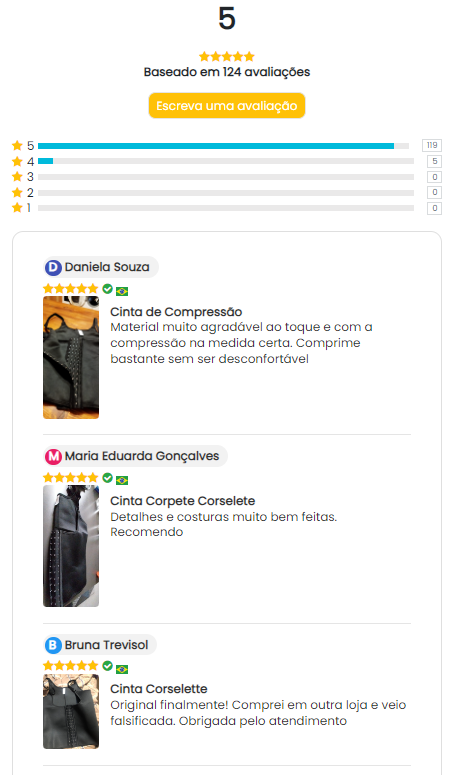 5
Baseado em 124 avaliações
Escreva uma avaliação
5 119
4 5
3 0
2 0
1 0
D Daniela Souza
Cinta de Compressão
Material muito agradável ao toque e com a
compressão na medida certa. Comprime
bastante sem ser desconfortável
M Maria Eduarda Gonçalves
Cinta Corpete Corselete
Detalhes e costuras muito bem feitas.
Recomendo
B Bruna Trevisol
Cinta Corselette
Original finalmente! Comprei em outra loja e veio
falsificada. Obrigada pelo atendimento